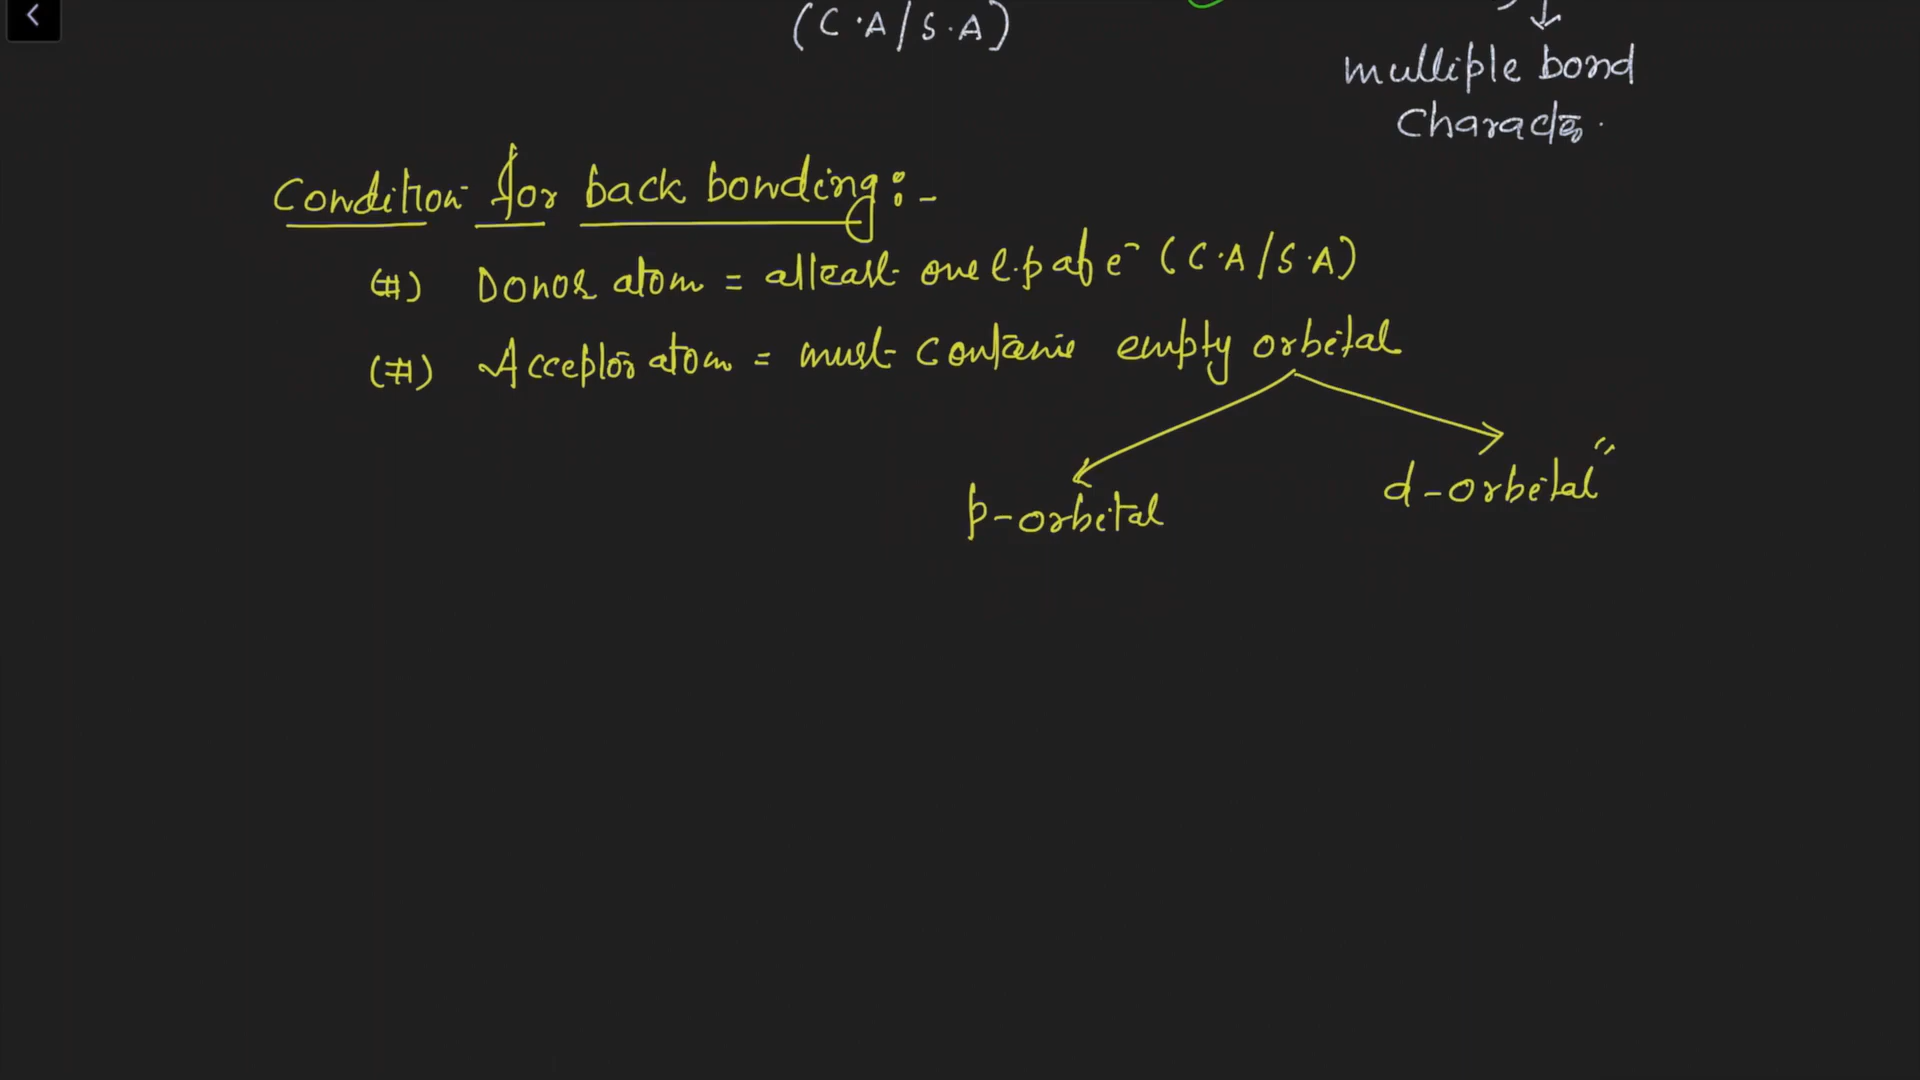 (C.A/S.A)
multiple bond
Character.
Condition for back bonding :-
(#) Donor atom = atleast one l.p of e⁻ (C.A/S.A)
(#) Acceptor atom = must contain empty orbital
p-orbital
d-orbital"